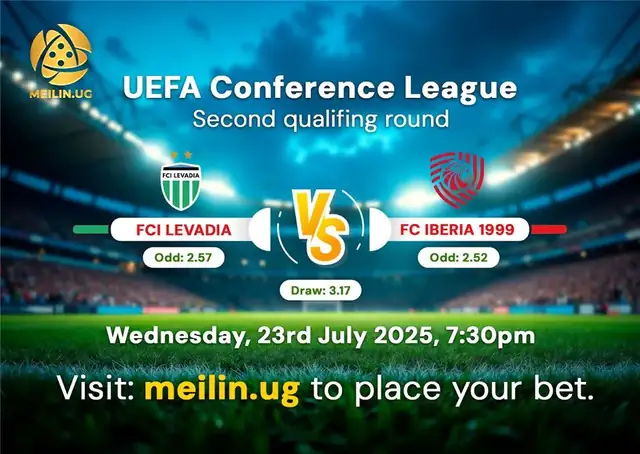 MEILIN.UG
UEFA Conference League
Second qualifing round
FCI LEVADIA
FCI LEVADIA
Odd: 2.57
VS
Draw: 3.17
FC IBERIA 1999
Odd: 2.52
Wednesday, 23rd July 2025, 7:30pm
Visit: meilin.ug to place your bet.